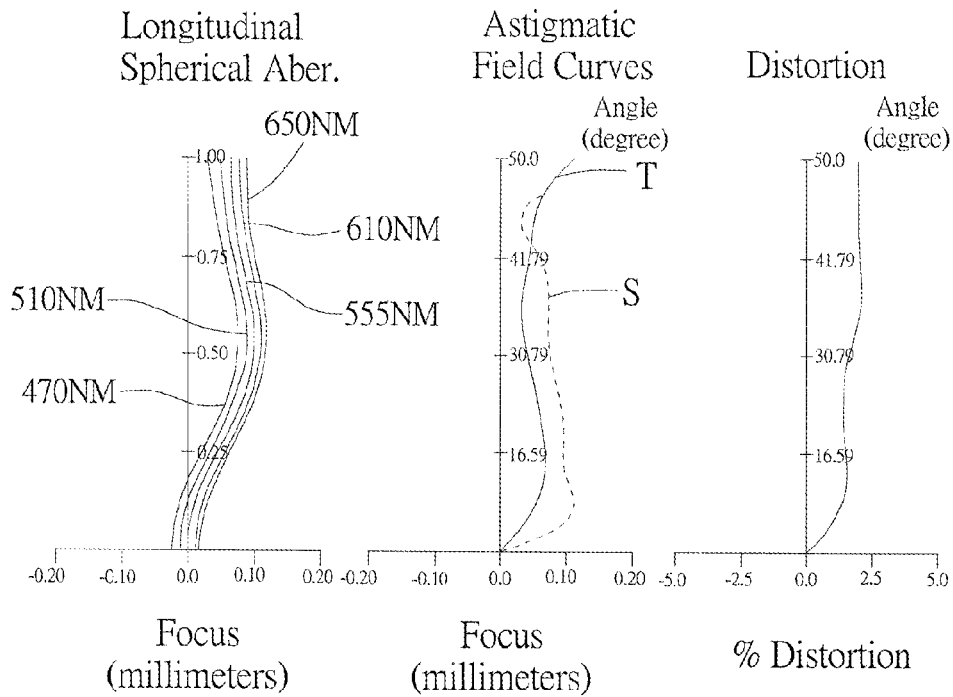 Longitudinal
Spherical Aber.
650NM
1.00
610NM
0.75
510NM
555NM
0.50
470NM
0.25
-0.20
-0.10
0.0
0.10
0.20
Focus
(millimeters)
Astigmatic
Field Curves
Angle
(degree)
50.0
T
41.79
S
30.79
16.59
-0.20
-0.10
0.0
0.10
0.20
Focus
(millimeters)
Distortion
Angle
(degree)
50.0
41.79
30.79
16.59
-5.0
-2.5
0.0
2.5
5.0
% Distortion